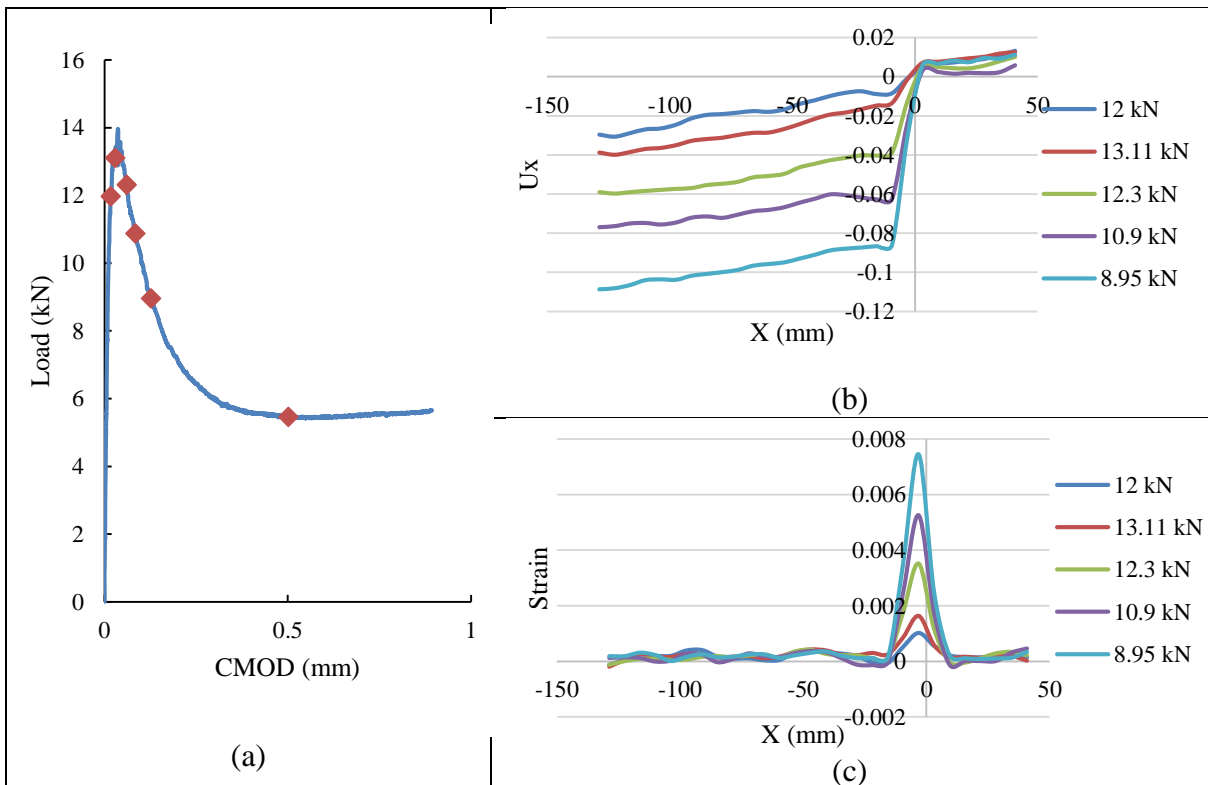 16
14
12
10
8
6
4
2
0
0
0.5
1
Load (kN)
CMOD (mm)
(a)
0.02
0
-0.02
-0.04
-0.06
-0.08
-0.1
-0.12
-150
-100
-50
0
50
Ux
X (mm)
12 kN
13.11 kN
12.3 kN
10.9 kN
8.95 kN
(b)
0.008
0.006
0.004
0.002
0
-0.002
-150
-100
-50
0
50
Strain
X (mm)
12 kN
13.11 kN
12.3 kN
10.9 kN
8.95 kN
(c)